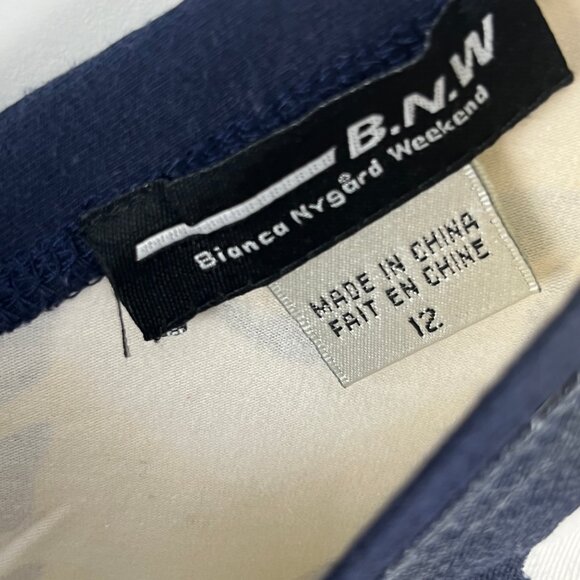 B.N.W
Bianca Nygård Weekend
MADE IN CHINA
FAIT EN CHINE
12